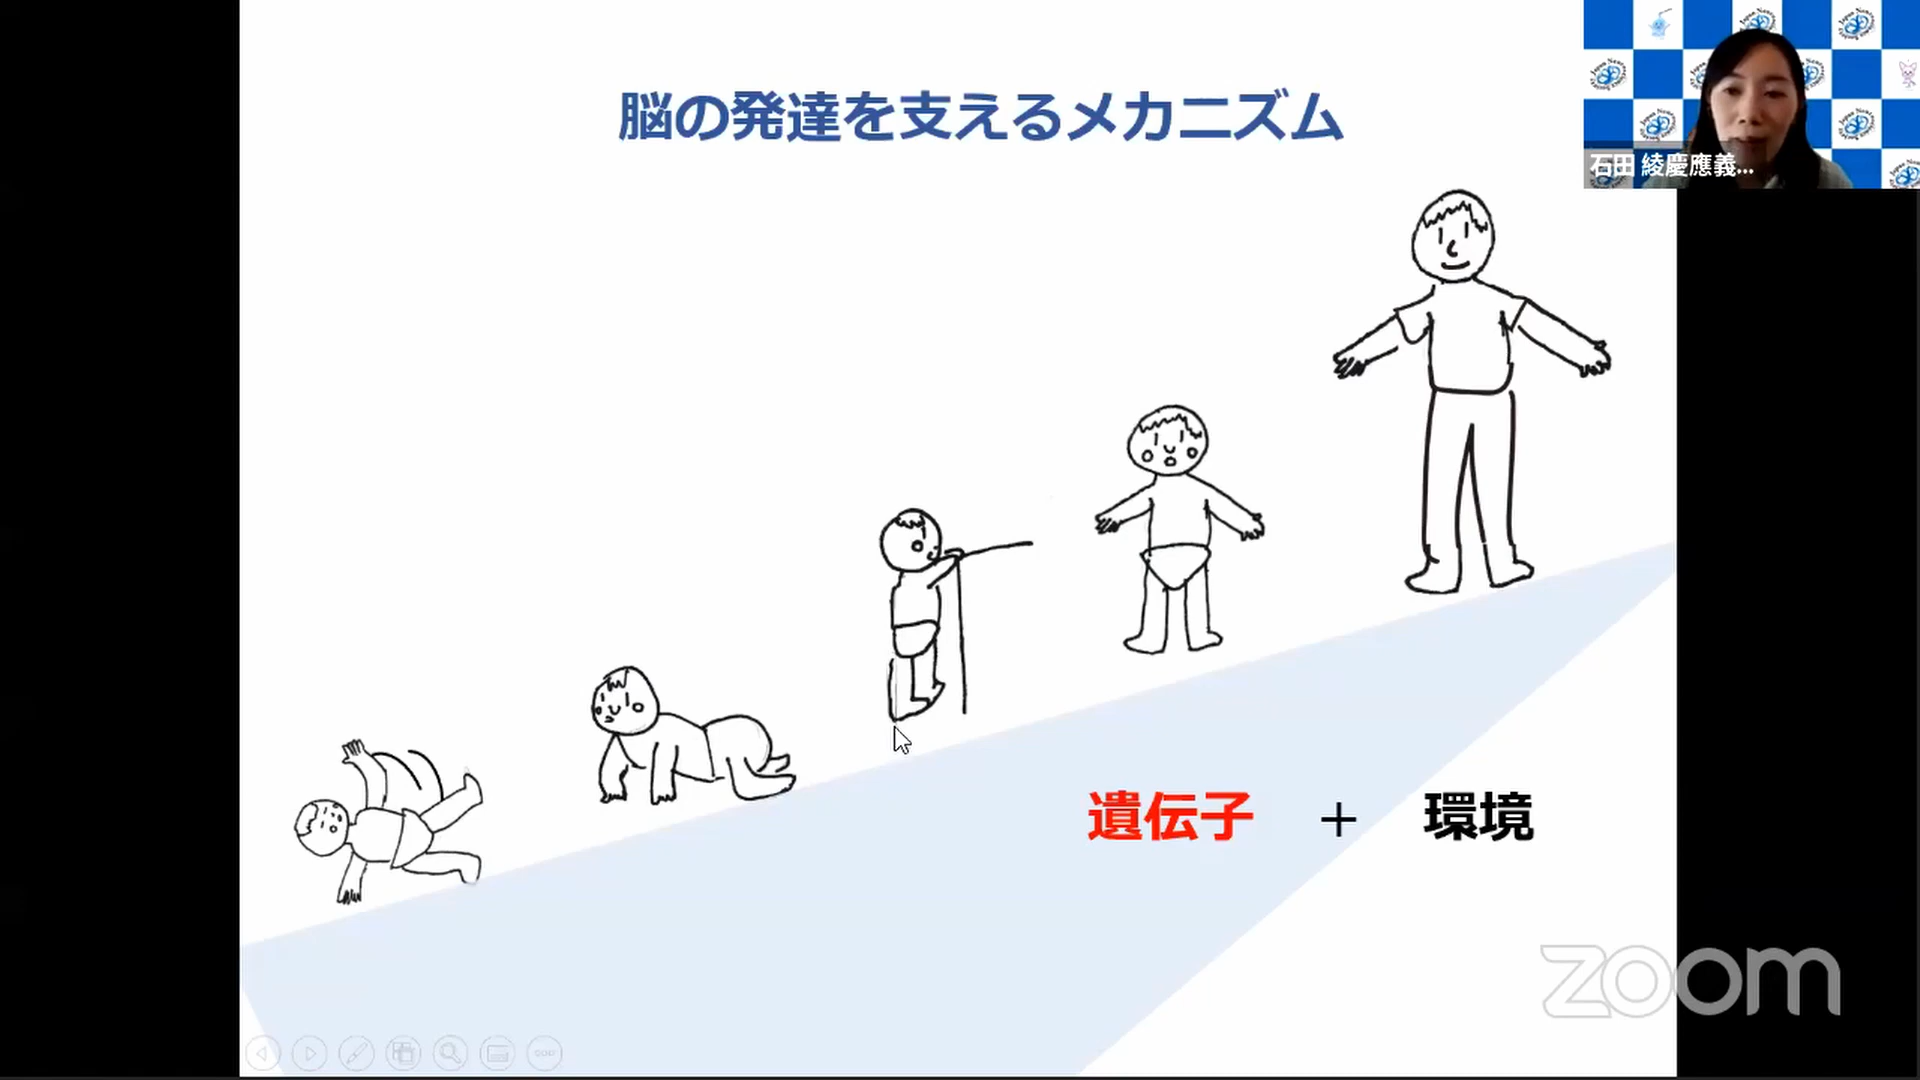 脳の発達を支えるメカニズム
石田 綾慶應義...
遺伝子 + 環境
zoom